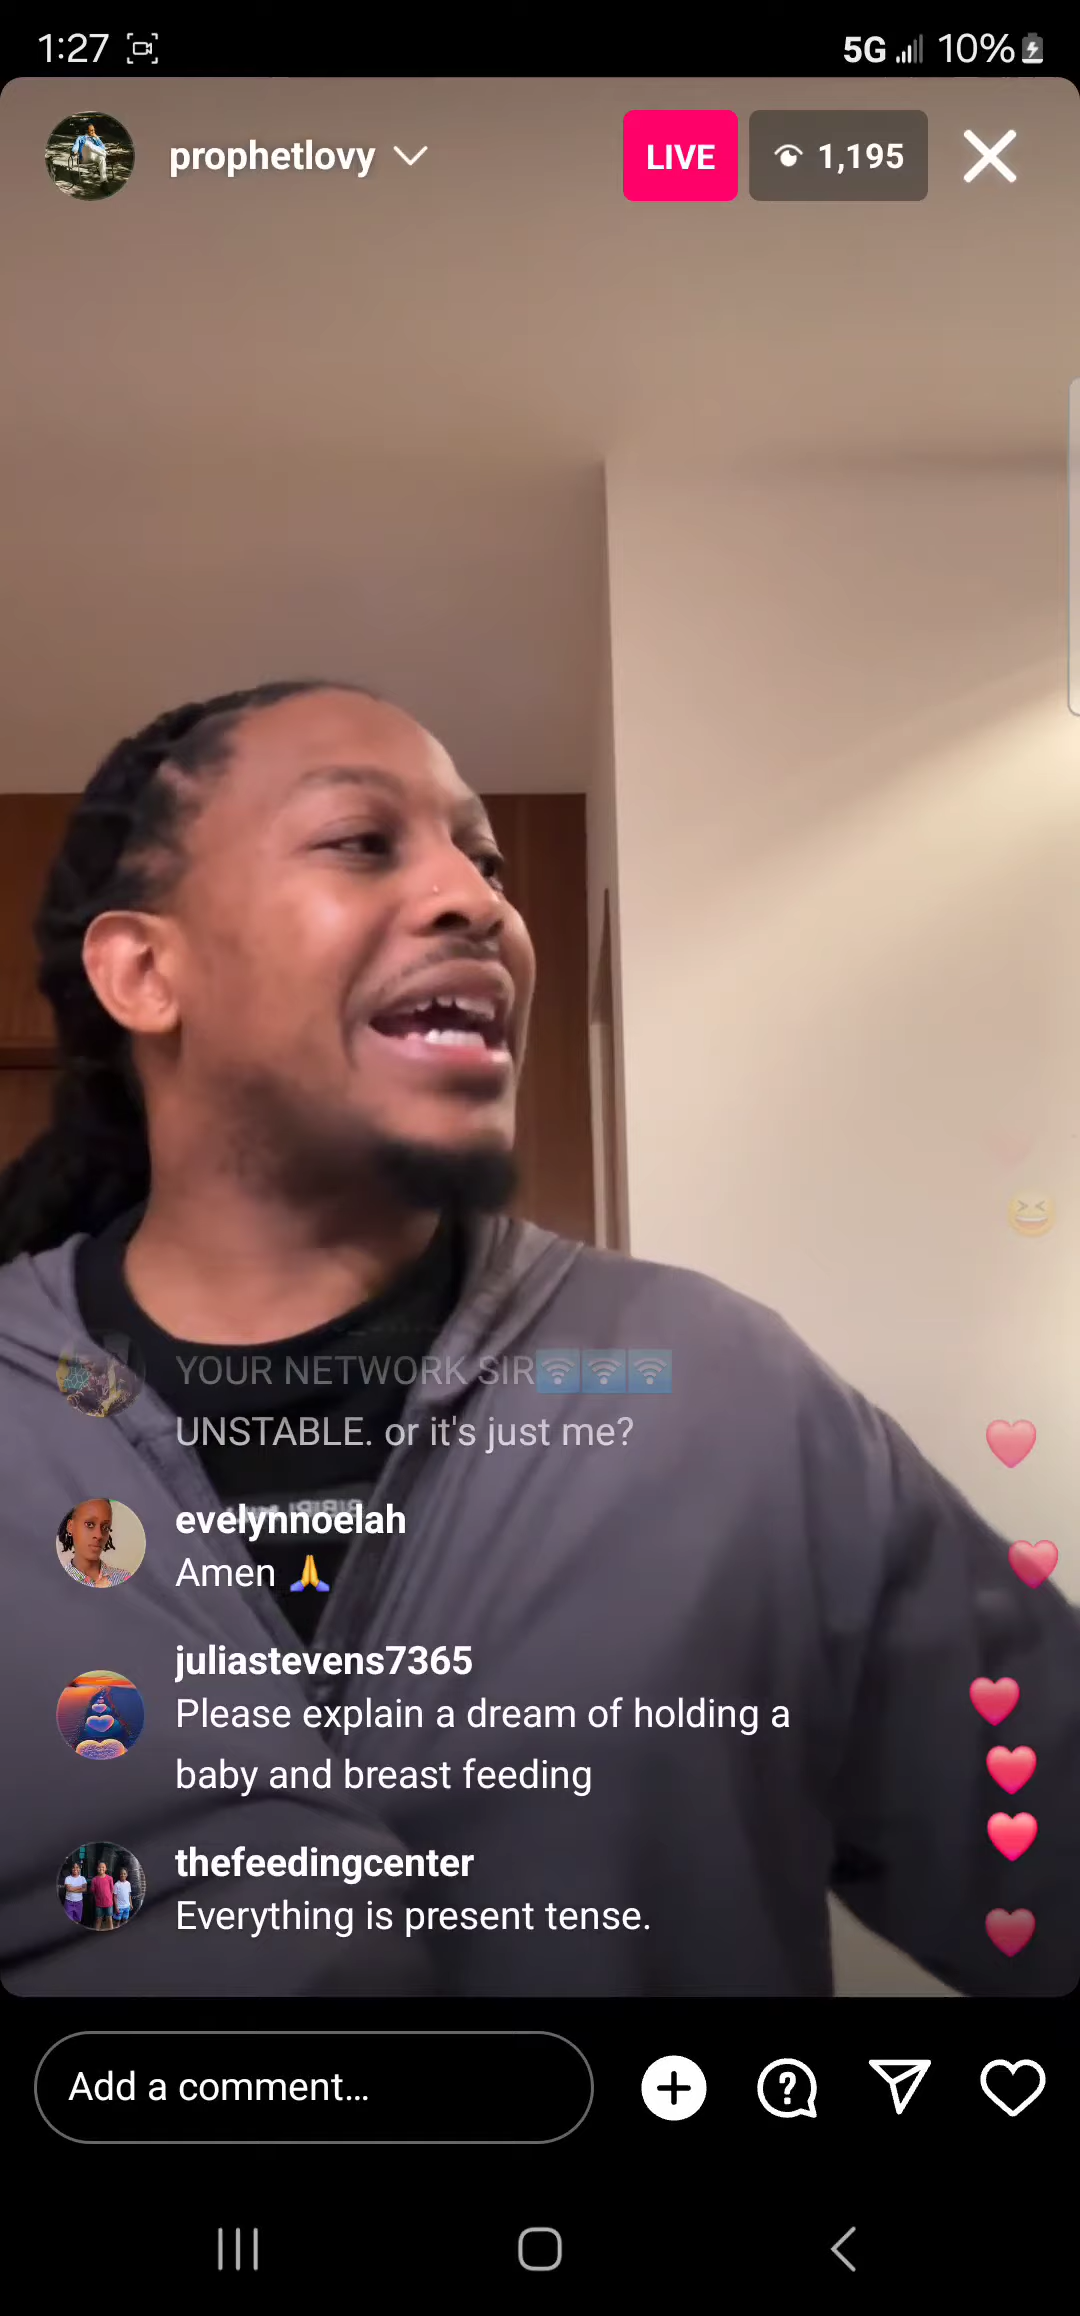 1:27
5G 10%
prophetlovy
LIVE
1,195
YOUR NETWORK SIR🛜🛜🛜
UNSTABLE. or it's just me?
evelynnoelah
Amen 🙏
juliastevens7365
Please explain a dream of holding a
baby and breast feeding
thefeedingcenter
Everything is present tense.
Add a comment...